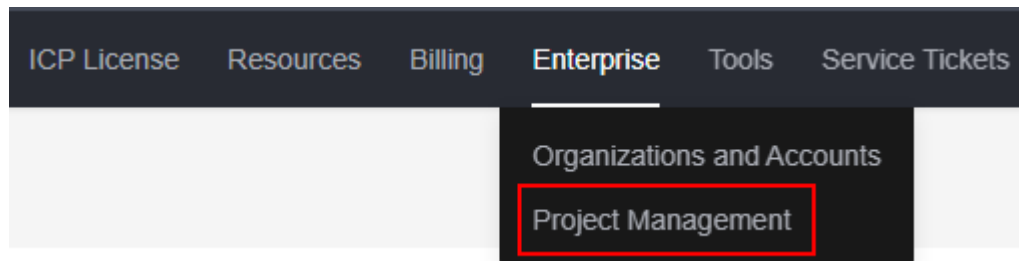 ICP License Resources Billing Enterprise Tools Service Tickets
Organizations and Accounts
Project Management